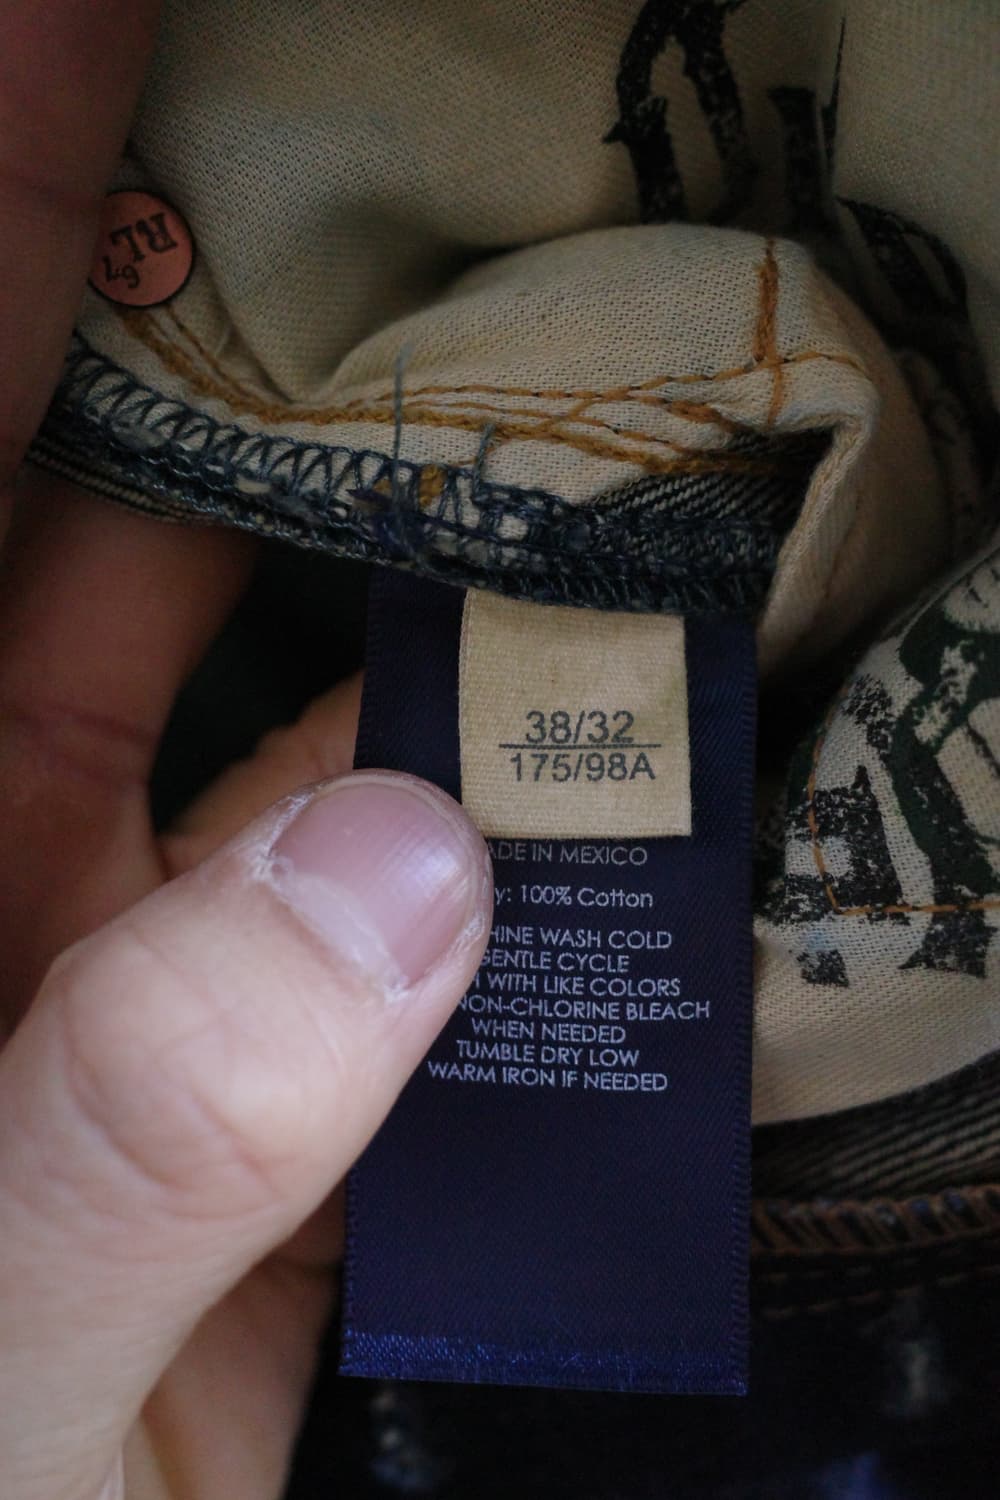 RL
67
38/32
175/98A
ADE IN MEXICO
y: 100% Cotton
HINE WASH COLD
GENTLE CYCLE
H WITH LIKE COLORS
NON-CHLORINE BLEACH
WHEN NEEDED
TUMBLE DRY LOW
WARM IRON IF NEEDED